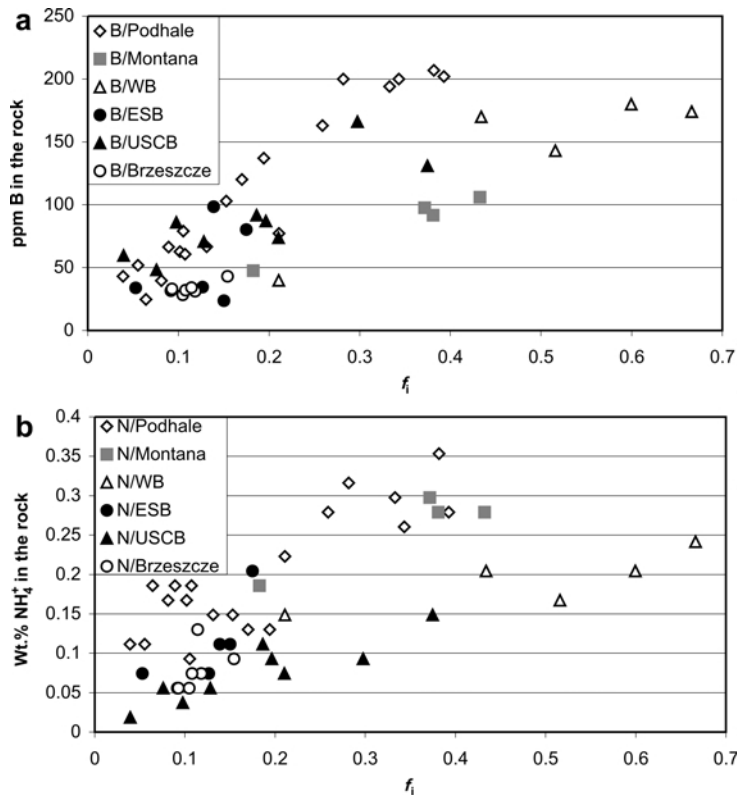 a
250
200
150
100
50
0
ppm B in the rock
B/Podhale
B/Montana
B/WB
B/ESB
B/USCB
B/Brzeszcze
0 0.1 0.2 0.3 0.4 0.5 0.6 0.7
fi
b
0.4
0.35
0.3
0.25
0.2
0.15
0.1
0.05
0
Wt.% NH4+ in the rock
N/Podhale
N/Montana
N/WB
N/ESB
N/USCB
N/Brzeszcze
0 0.1 0.2 0.3 0.4 0.5 0.6 0.7
fi